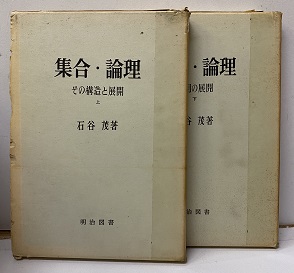 集合・論理
その構造と展開
上
石谷 茂著
明治図書
・論理
の展開
下
谷 茂著